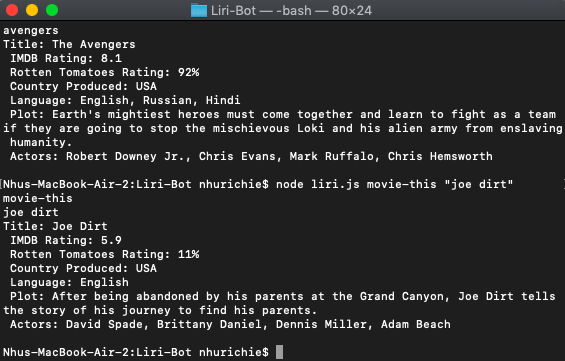 Liri-Bot — -bash — 80×24
avengers
Title: The Avengers
 IMDB Rating: 8.1
 Rotten Tomatoes Rating: 92%
 Country Produced: USA
 Language: English, Russian, Hindi
 Plot: Earth's mightiest heroes must come together and learn to fight as a team
if they are going to stop the mischievous Loki and his alien army from enslaving
 humanity.
 Actors: Robert Downey Jr., Chris Evans, Mark Ruffalo, Chris Hemsworth
[Nhus-MacBook-Air-2:Liri-Bot nhurichie$ node liri.js movie-this "joe dirt" ]
movie-this
joe dirt
Title: Joe Dirt
 IMDB Rating: 5.9
 Rotten Tomatoes Rating: 11%
 Country Produced: USA
 Language: English
 Plot: After being abandoned by his parents at the Grand Canyon, Joe Dirt tells
the story of his journey to find his parents.
 Actors: David Spade, Brittany Daniel, Dennis Miller, Adam Beach
Nhus-MacBook-Air-2:Liri-Bot nhurichie$